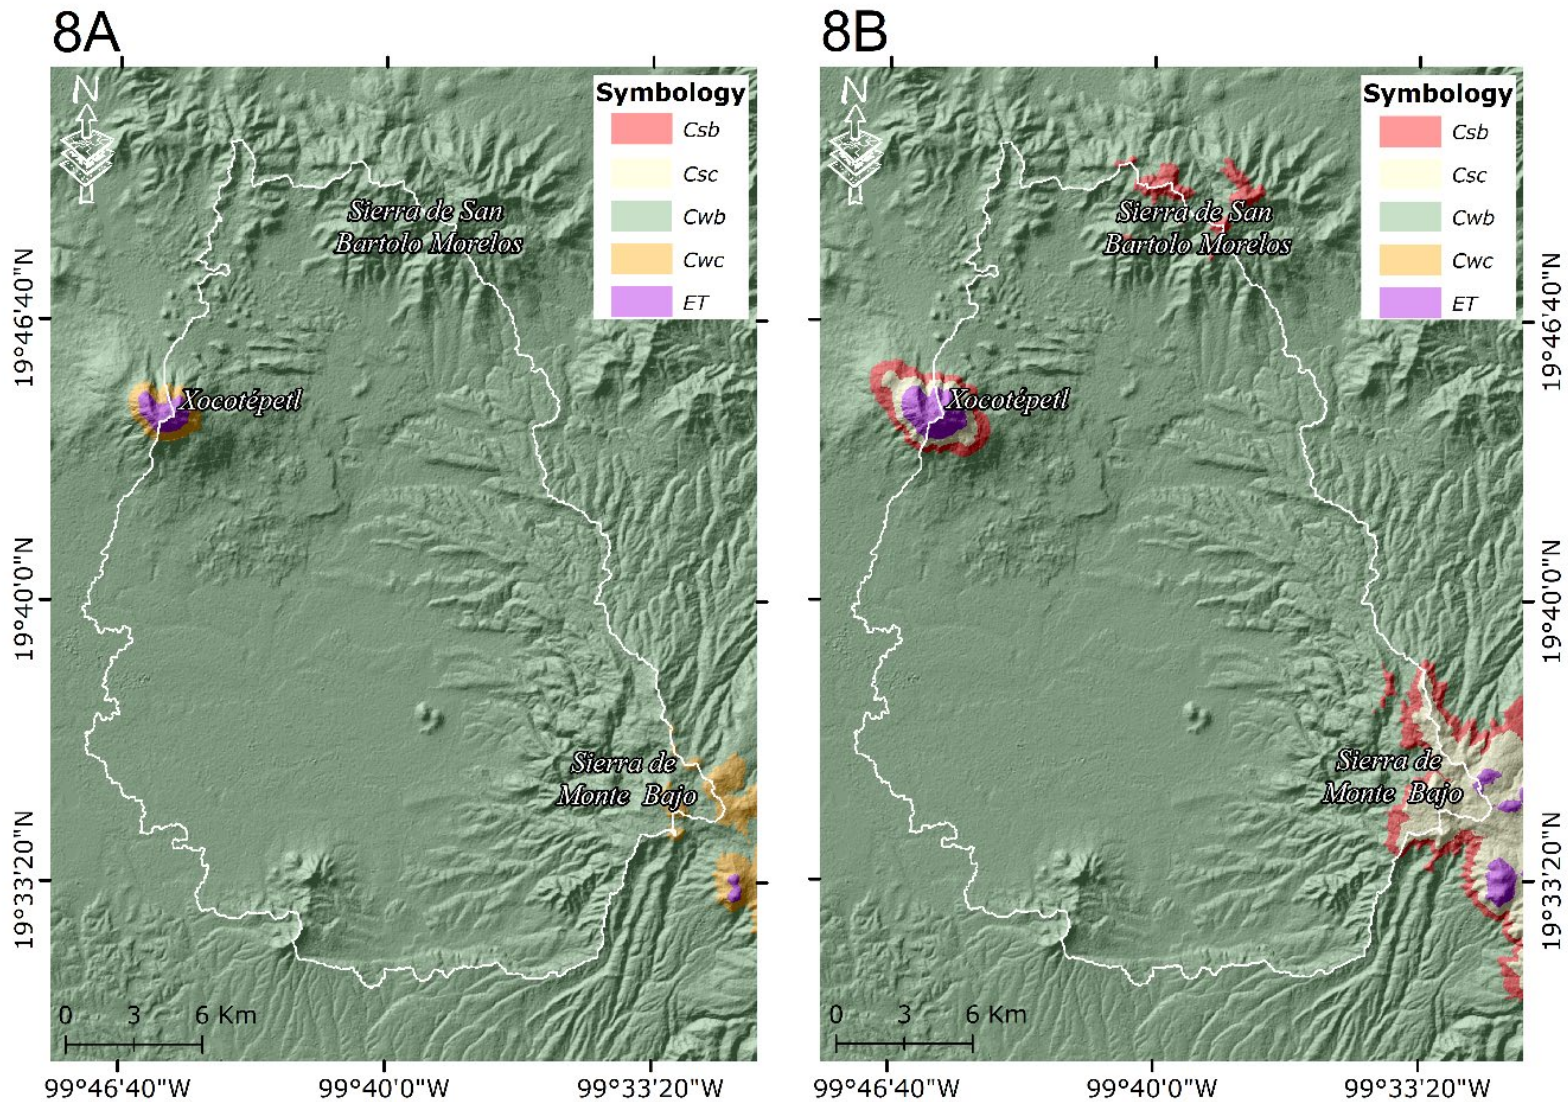 8A
N
Symbology
Csb
Csc
Cwb
Cwc
ET
Sierra de San
Bartolo Morelos
Xocotépetl
Sierra de
Monte Bajo
0 3 6 Km
19°46'40"N
19°40'0"N
19°33'20"N
99°46'40"W
99°40'0"W
99°33'20"W
8B
N
Symbology
Csb
Csc
Cwb
Cwc
ET
Sierra de San
Bartolo Morelos
Xocotépetl
Sierra de
Monte Bajo
0 3 6 Km
19°46'40"N
19°40'0"N
19°33'20"N
99°46'40"W
99°40'0"W
99°33'20"W